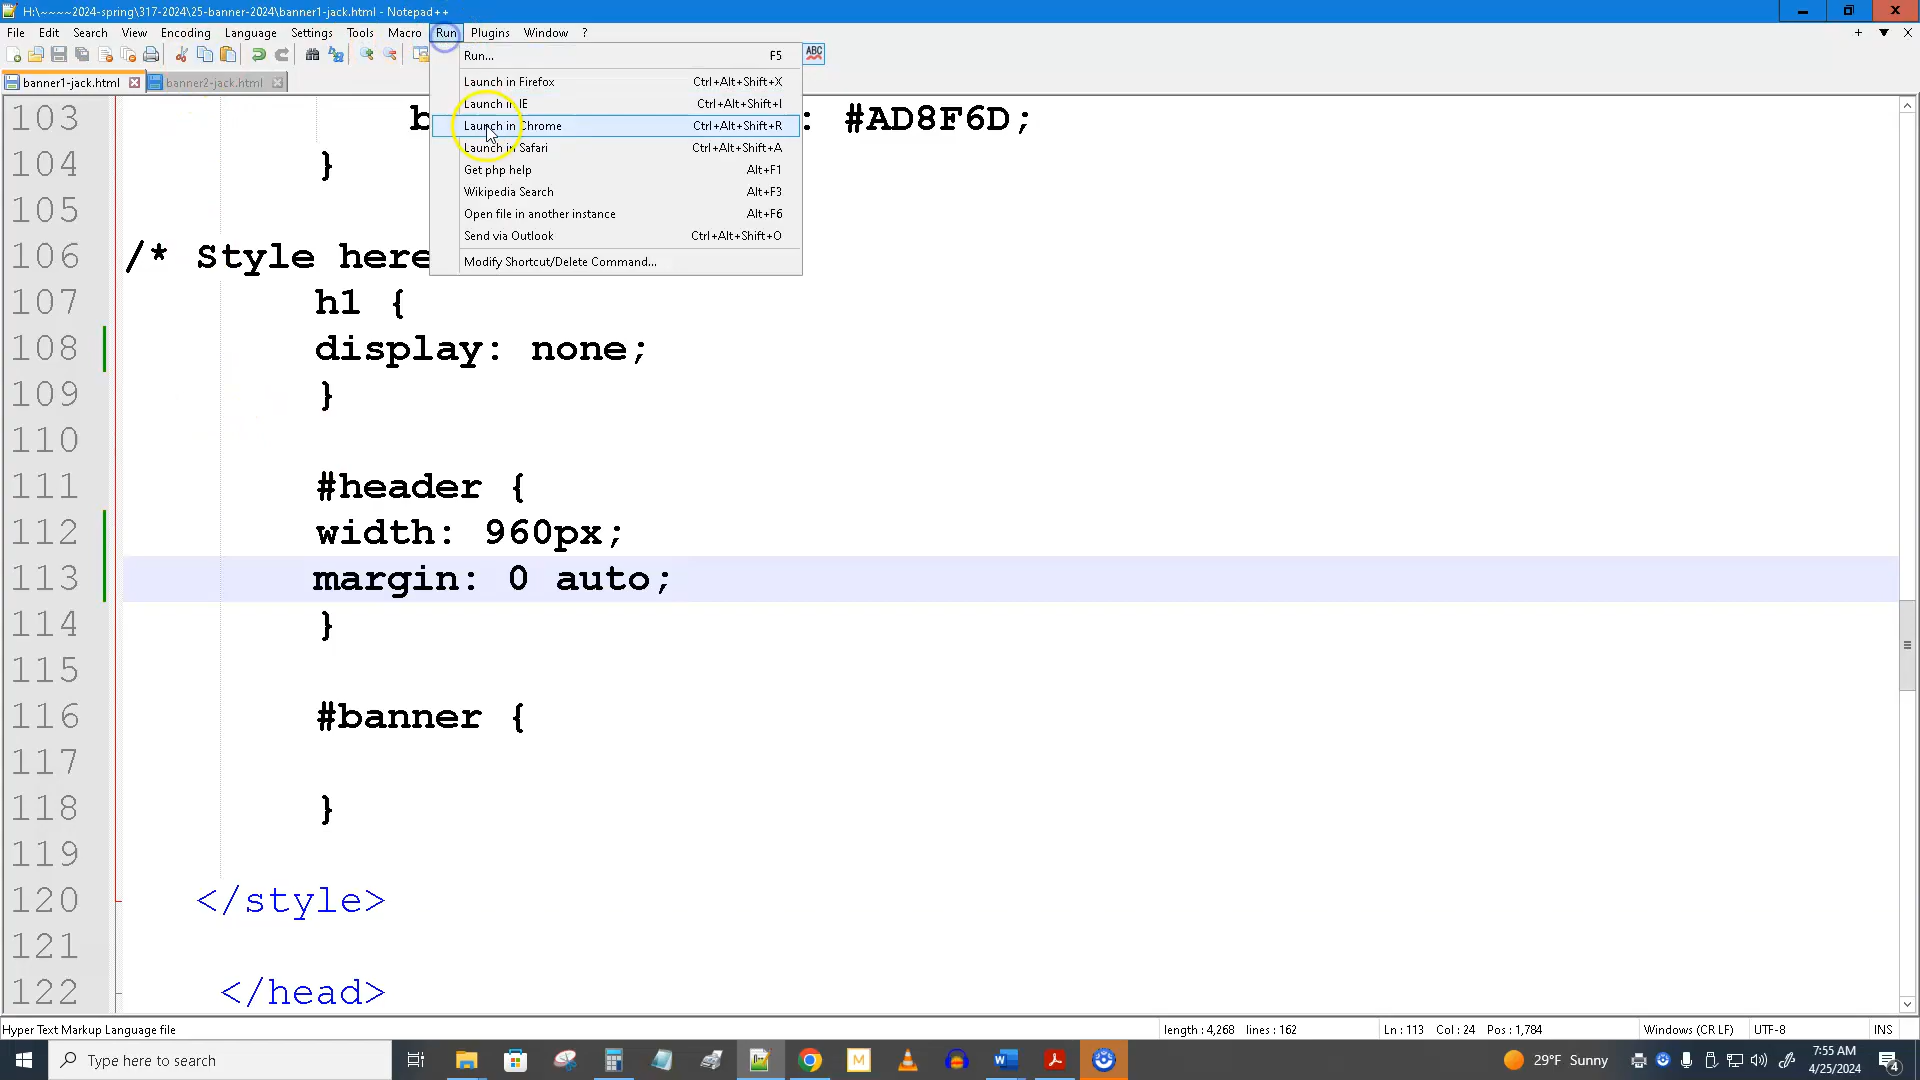 H:\~~~~2024-spring\317-2024\25-banner-2024\banner1-jack.html - Notepad++
File Edit Search View Encoding Language Settings Tools Macro Run Plugins Window ?
+ ▼ X
ABC
banner1-jack.html banner2-jack.html
Run... F5
Launch in Firefox Ctrl+Alt+Shift+X
Launch in IE Ctrl+Alt+Shift+I
Launch in Chrome Ctrl+Alt+Shift+R
Launch in Safari Ctrl+Alt+Shift+A
Get php help Alt+F1
Wikipedia Search Alt+F3
Open file in another instance Alt+F6
Send via Outlook Ctrl+Alt+Shift+O
Modify Shortcut/Delete Command...
103 b : #AD8F6D;
104 }
105
106 /* Style here
107 h1 {
108 display: none;
109 }
110
111 #header {
112 width: 960px;
113 margin: 0 auto;
114 }
115
116 #banner {
117
118 }
119
120 </style>
121
122 </head>
Hyper Text Markup Language file length : 4,268 lines : 162 Ln : 113 Col : 24 Pos : 1,784 Windows (CR LF) UTF-8 INS
Type here to search
29°F Sunny
7:55 AM
4/25/2024
4